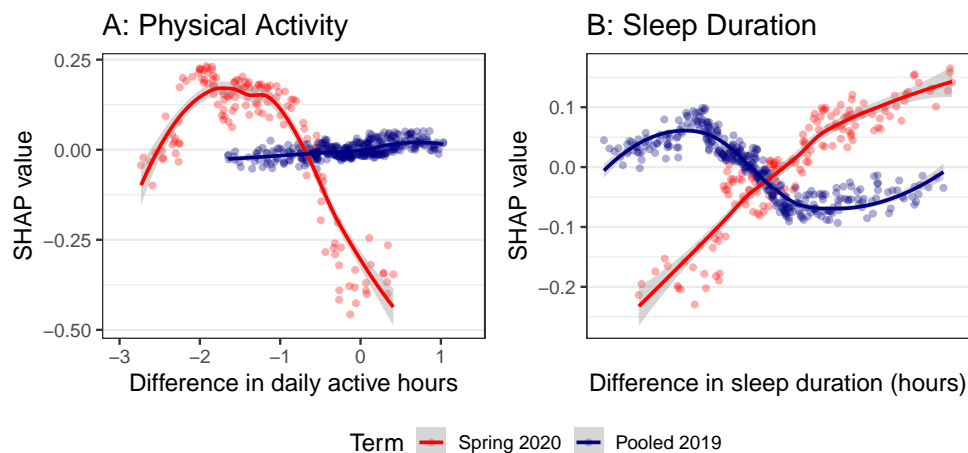 A: Physical Activity
SHAP value
0.25
0.00
−0.25
−0.50
−3 −2 −1 0 1
Difference in daily active hours
B: Sleep Duration
SHAP value
0.1
0.0
−0.1
−0.2
Difference in sleep duration (hours)
Term Spring 2020 Pooled 2019